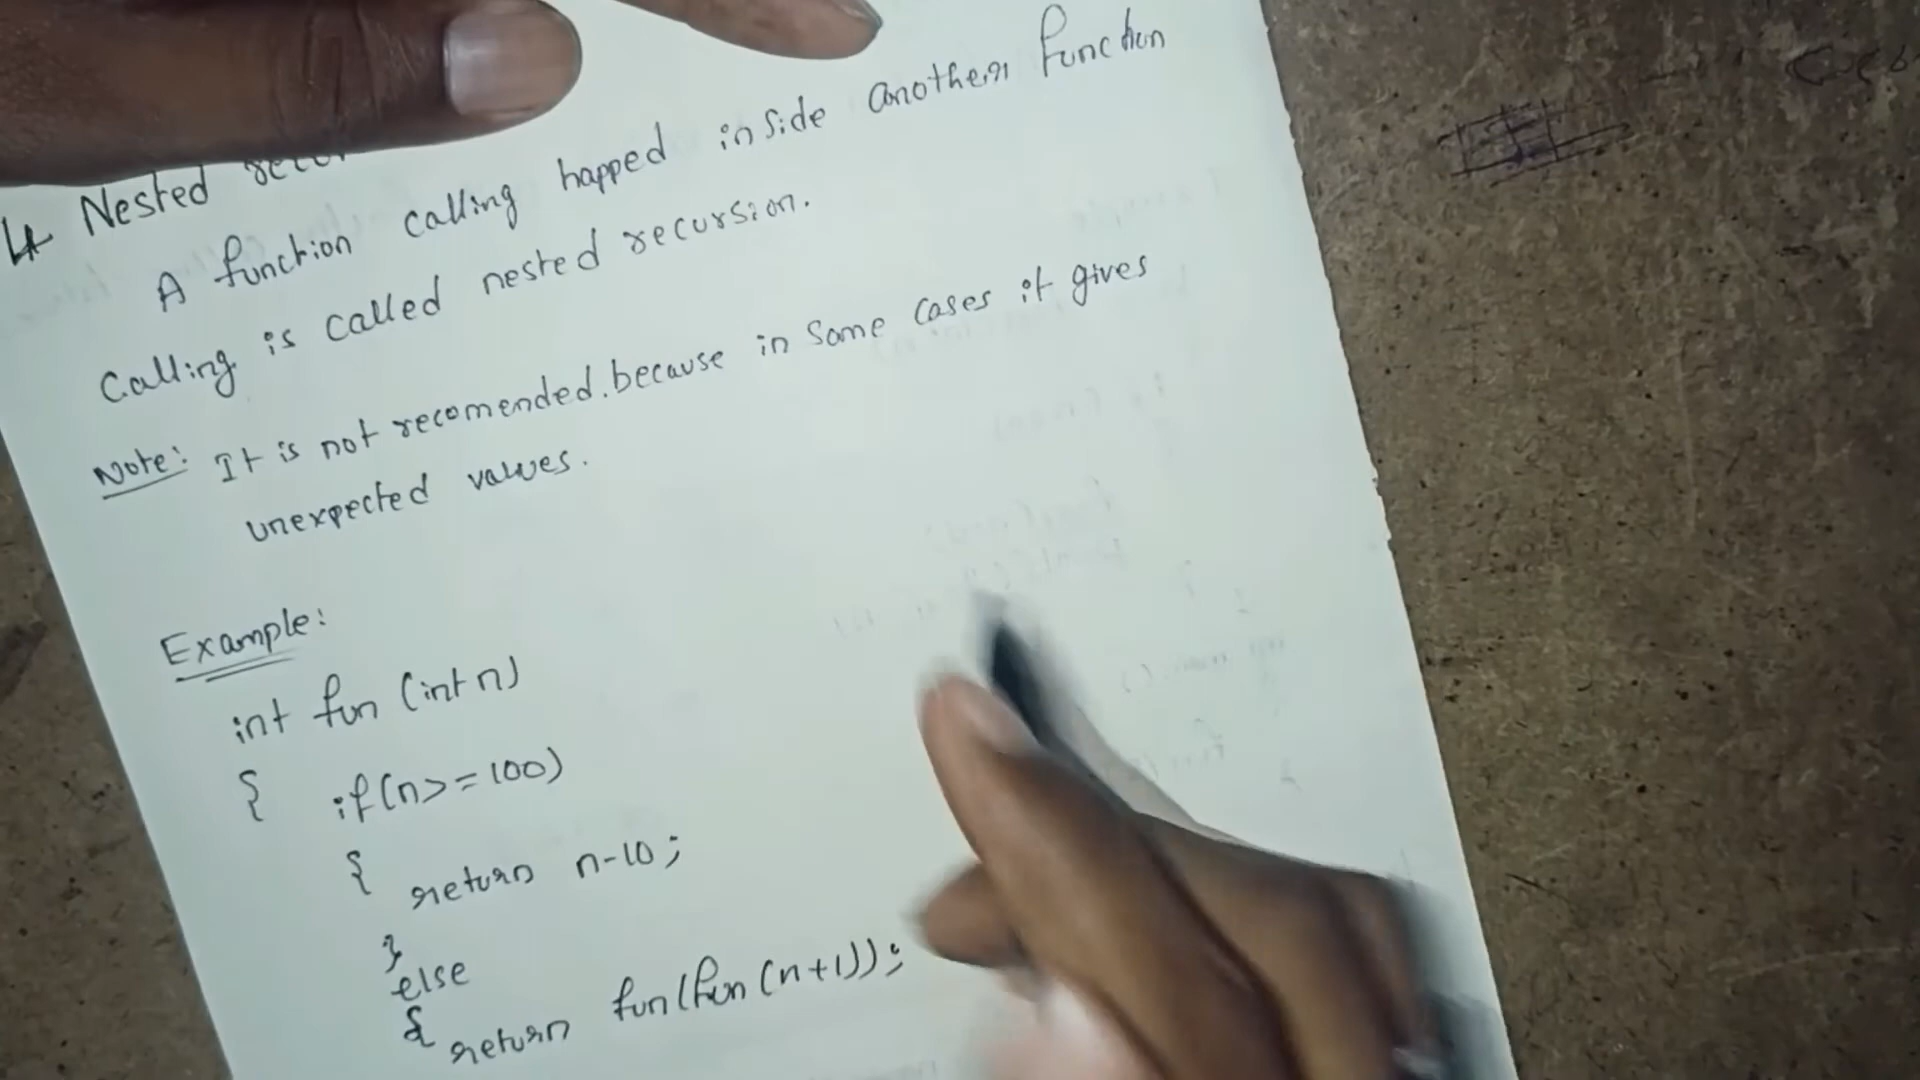 4 Nested
A function calling happed inside another function
Calling is called nested recursion.
Note: It is not recomended. because in some cases it gives
unexpected values.
Example:
int fun (int n)
{ if(n>=100)
{ return n-10;
}
else
{ return fun(fun(n+1));